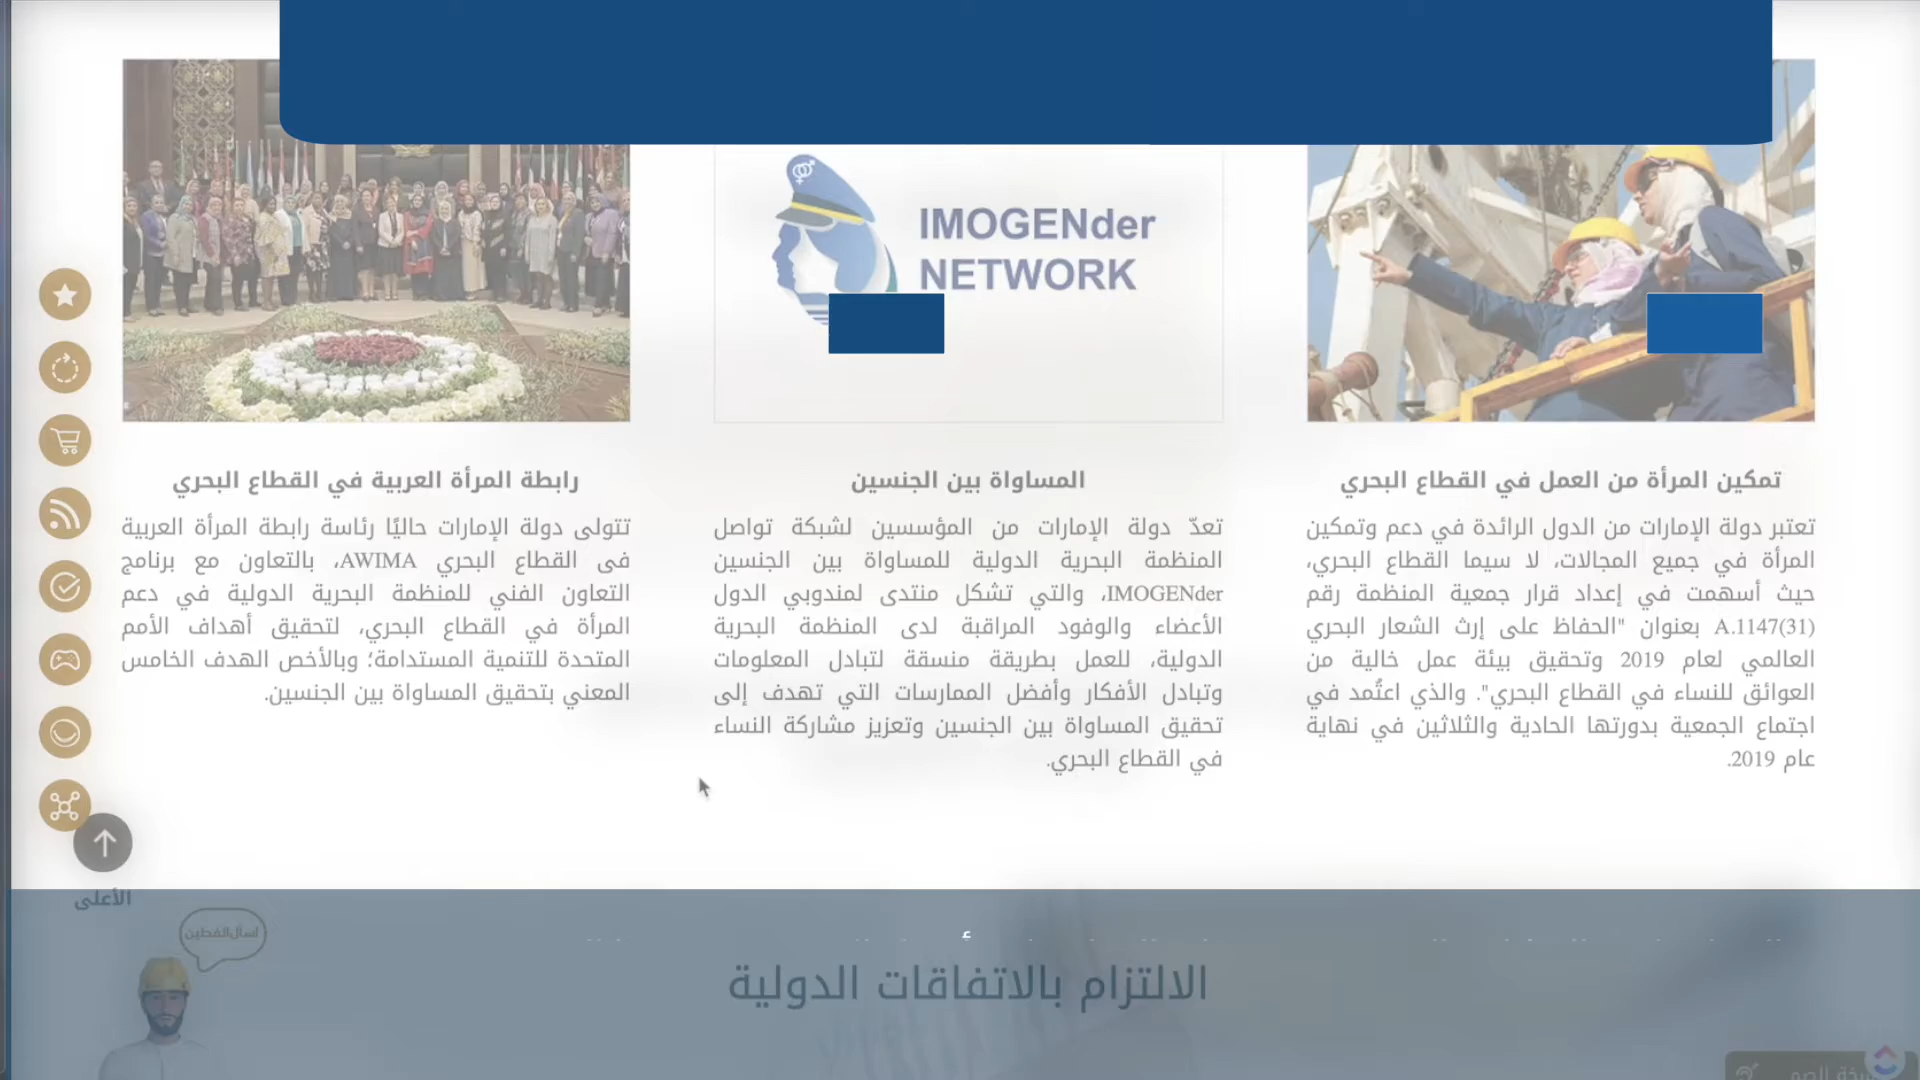 IMOGENder
NETWORK
تمكين المرأة من العمل في القطاع البحري
تعتبر دولة الإمارات من الدول الرائدة في دعم وتمكين
المرأة في جميع المجالات، لا سيما القطاع البحري،
حيث أسهمت في إعداد قرار جمعية المنظمة رقم
A.1147(31) بعنوان "الحفاظ على إرث الشعار البحري
العالمي لعام 2019 وتحقيق بيئة عمل خالية من
العوائق للنساء في القطاع البحري". والذي اعتُمد في
اجتماع الجمعية بدورتها الحادية والثلاثين في نهاية
عام 2019.
المساواة بين الجنسين
تعدّ دولة الإمارات من المؤسسين لشبكة تواصل
المنظمة البحرية الدولية للمساواة بين الجنسين
IMOGENder، والتي تشكل منتدى لمندوبي الدول
الأعضاء والوفود المراقبة لدى المنظمة البحرية
الدولية، للعمل بطريقة منسقة لتبادل المعلومات
وتبادل الأفكار وأفضل الممارسات التي تهدف إلى
تحقيق المساواة بين الجنسين وتعزيز مشاركة النساء
في القطاع البحري.
رابطة المرأة العربية في القطاع البحري
تتولى دولة الإمارات حاليًا رئاسة رابطة المرأة العربية
فى القطاع البحري AWIMA، بالتعاون مع برنامج
التعاون الفني للمنظمة البحرية الدولية في دعم
المرأة في القطاع البحري، لتحقيق أهداف الأمم
المتحدة للتنمية المستدامة؛ وبالأخص الهدف الخامس
المعني بتحقيق المساواة بين الجنسين.
الأعلى
اسأل الفطين
الالتزام بالاتفاقات الدولية